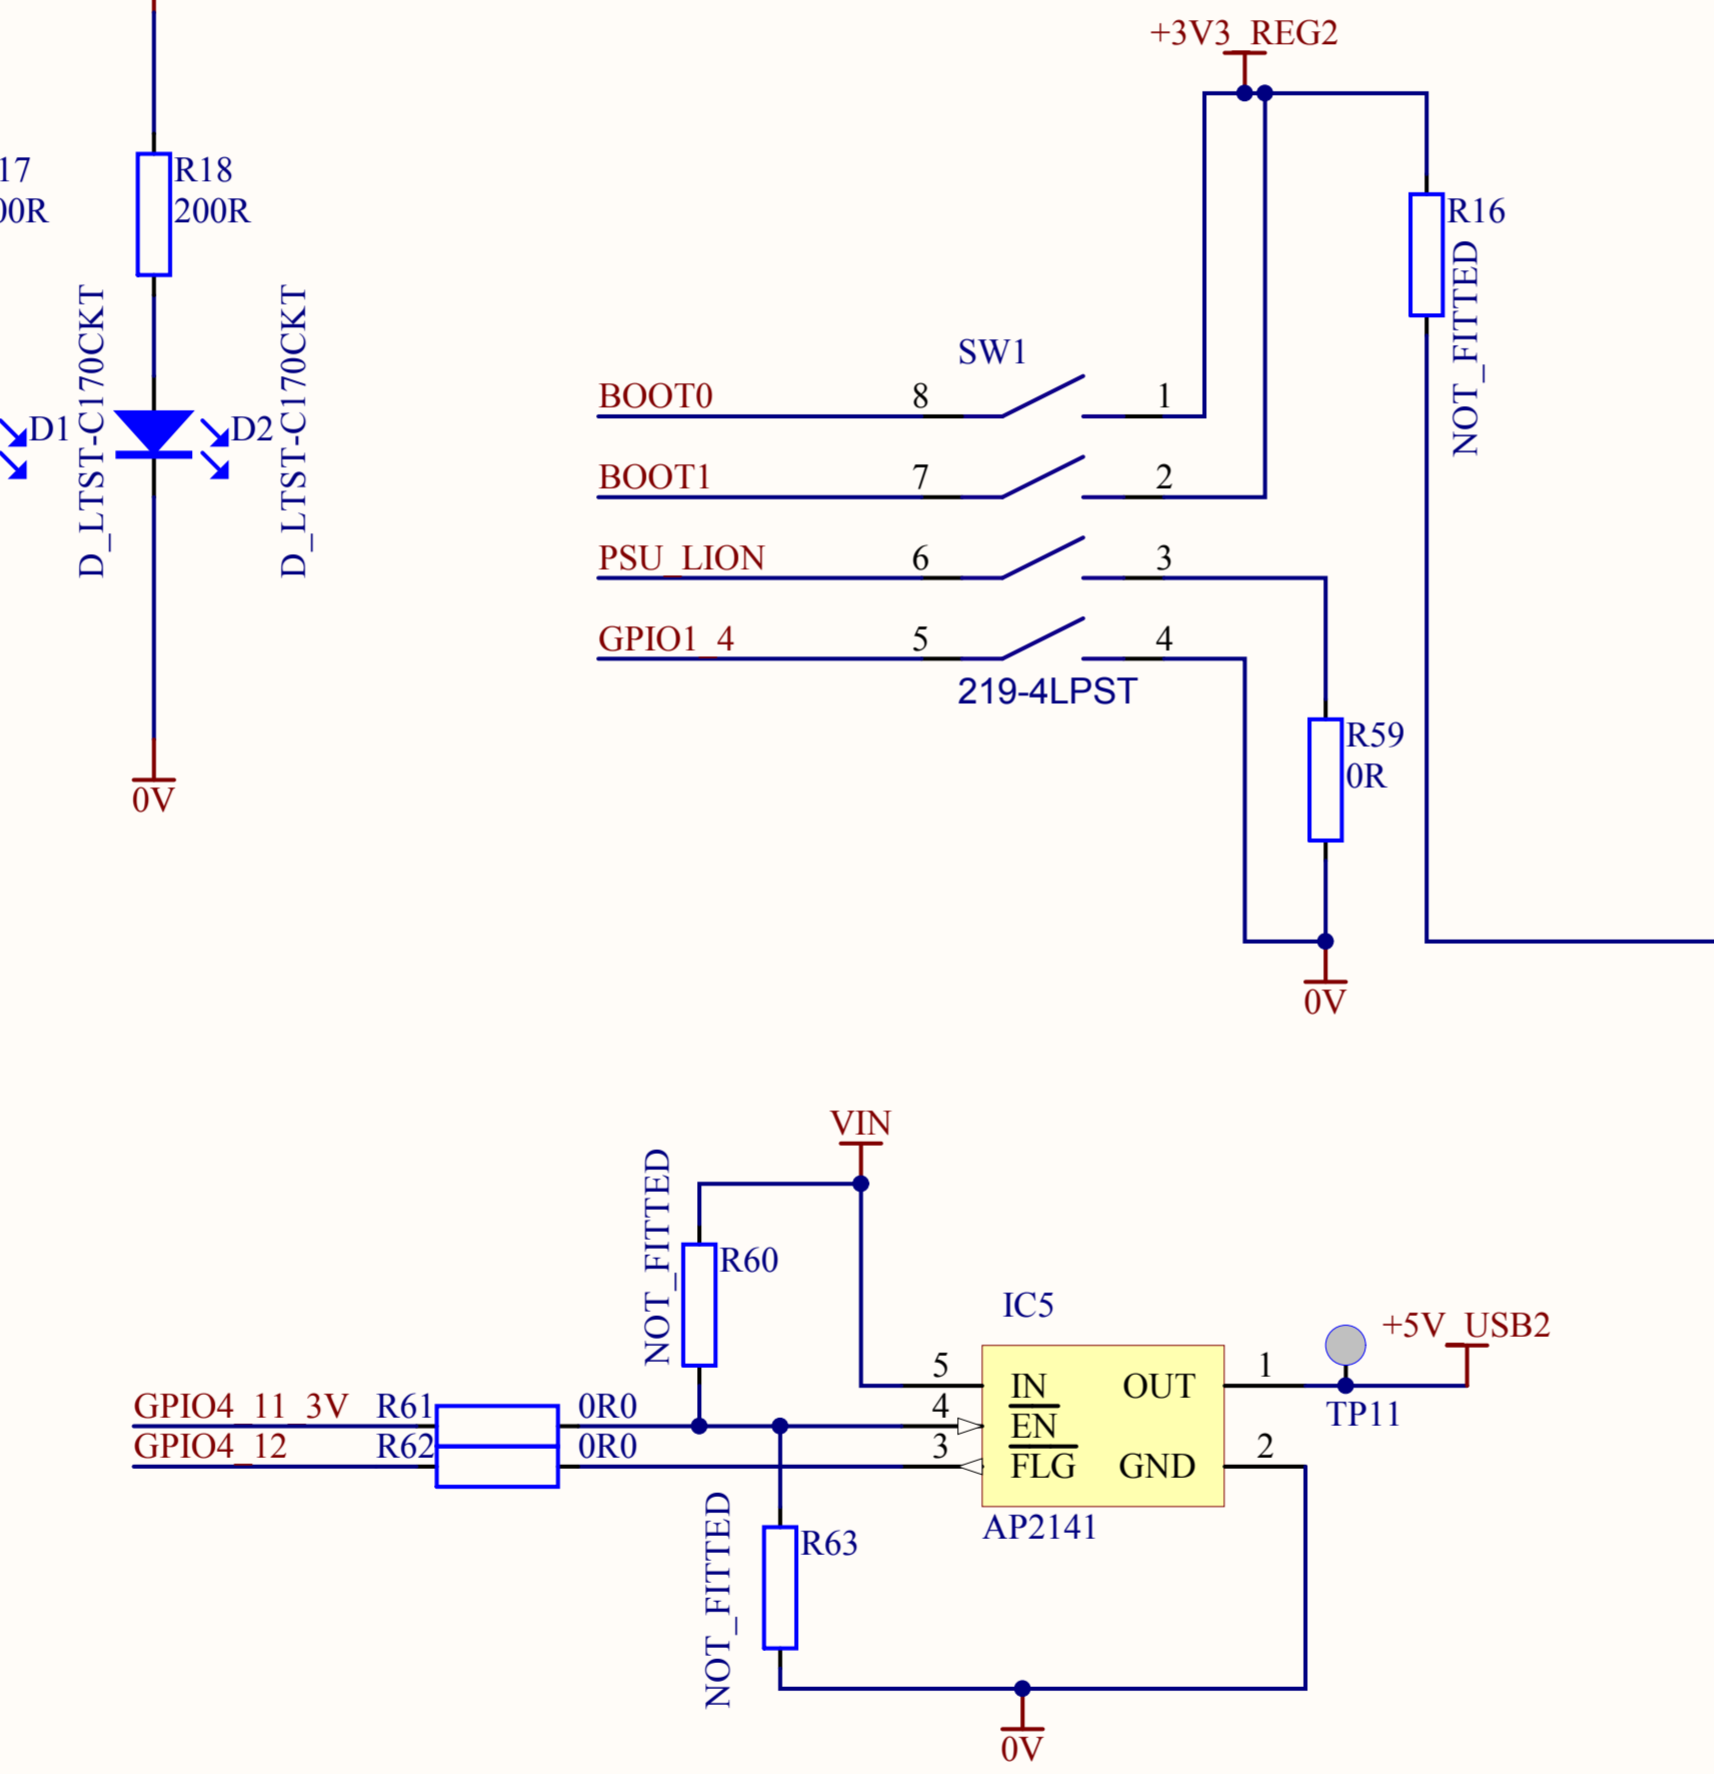 +3V3_REG2
17
00R
R18
200R
R16
NOT_FITTED
D1
D_LTST-C170CKT
D2
D_LTST-C170CKT
SW1
BOOT0 8 1
BOOT1 7 2
PSU_LION 6 3
GPIO1_4 5 4
219-4LPST
R59
0R
0V
0V
VIN
NOT_FITTED
R60
IC5
+5V_USB2
5 IN OUT 1
TP11
GPIO4_11_3V R61 0R0 4 EN
GPIO4_12 R62 0R0 3 FLG GND 2
AP2141
R63
NOT_FITTED
0V